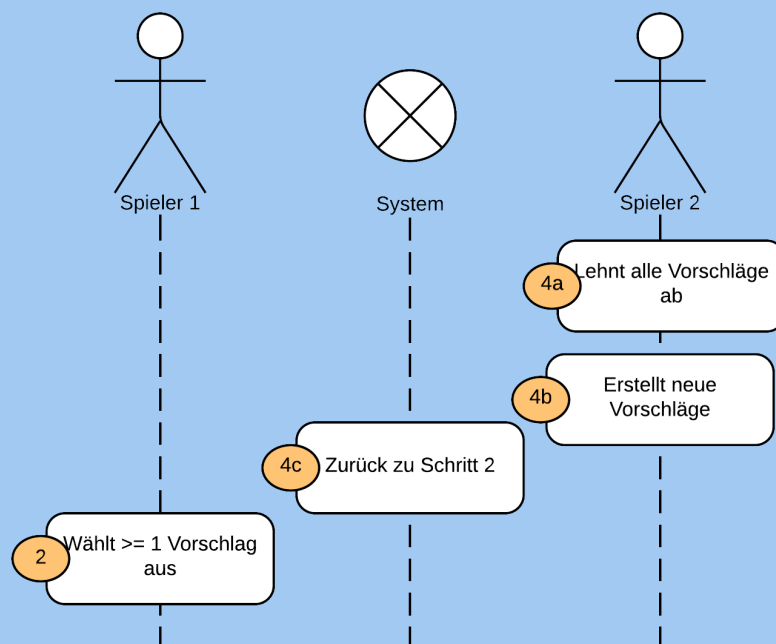 Spieler 1
System
Spieler 2
4a
Lehnt alle Vorschläge
ab
4b
Erstellt neue
Vorschläge
4c
Zurück zu Schritt 2
2
Wählt >= 1 Vorschlag
aus